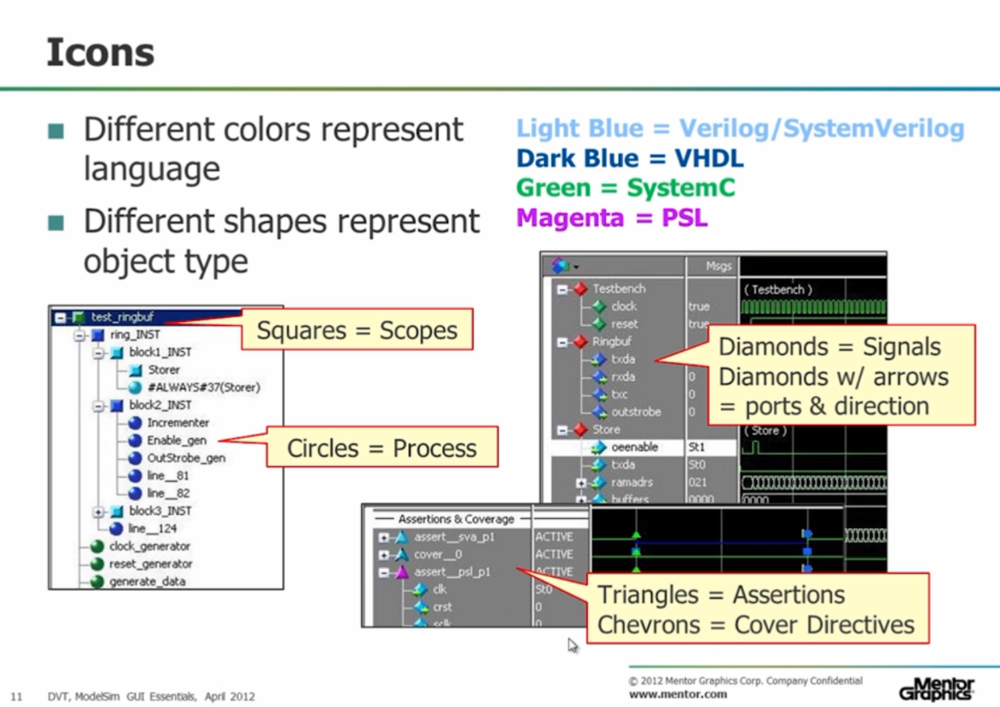 Icons
Different colors represent
language
Different shapes represent
object type
Light Blue = Verilog/SystemVerilog
Dark Blue = VHDL
Green = SystemC
Magenta = PSL
test_ringbuf
ring_INST
block1_INST
Storer
#ALWAYS#37(Storer)
block2_INST
Incrementer
Enable_gen
OutStrobe_gen
line__81
line__82
block3_INST
line__124
clock_generator
reset_generator
generate_data
Squares = Scopes
Circles = Process
Msgs
Testbench
( Testbench )
clock true
reset true
Ringbuf
txda
rxda 0
txc 0
outstrobe 0
Store
( Store )
oeenable St1
txda St0
ramadrs 021
buffers 0000
0000
Diamonds = Signals
Diamonds w/ arrows
= ports & direction
Assertions & Coverage
assert__sva_p1 ACTIVE
cover__0 ACTIVE
assert__psl_p1 ACTIVE
clk St0
crst 0
sclk 0
Triangles = Assertions
Chevrons = Cover Directives
11 DVT, ModelSim GUI Essentials, April 2012
© 2012 Mentor Graphics Corp. Company Confidential
www.mentor.com
Mentor
Graphics